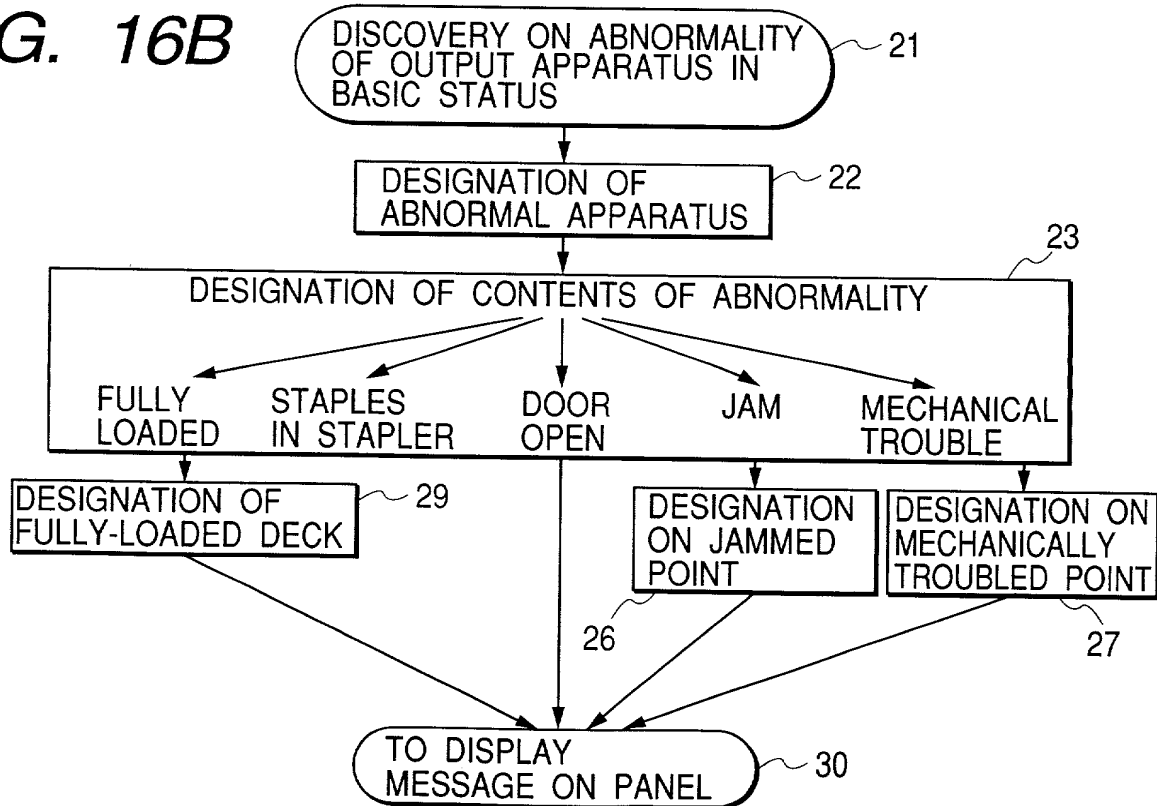 G. 16B
DISCOVERY ON ABNORMALITY
OF OUTPUT APPARATUS IN
BASIC STATUS
21
DESIGNATION OF
ABNORMAL APPARATUS
22
23
DESIGNATION OF CONTENTS OF ABNORMALITY
FULLY
LOADED
STAPLES
IN STAPLER
DOOR
OPEN
JAM
MECHANICAL
TROUBLE
DESIGNATION OF
FULLY-LOADED DECK
29
DESIGNATION
ON JAMMED
POINT
26
DESIGNATION ON
MECHANICALLY
TROUBLED POINT
27
TO DISPLAY
MESSAGE ON PANEL
30